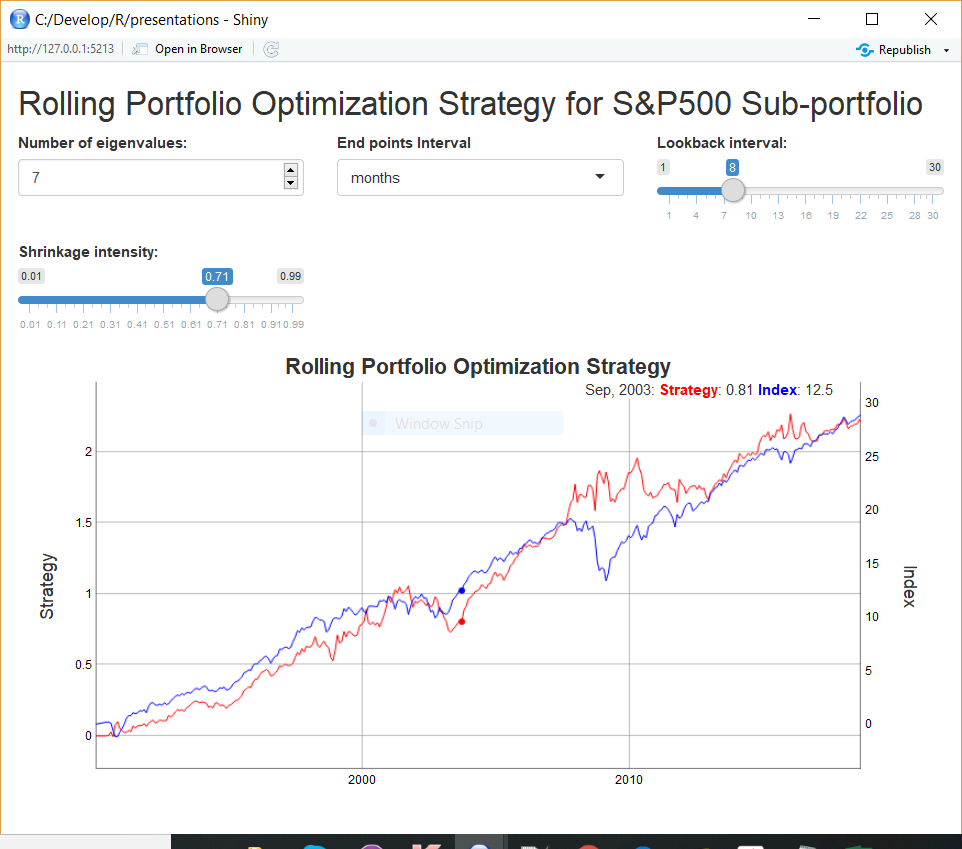 C:/Develop/R/presentations - Shiny
http://127.0.0.1:5213 Open in Browser Republish
Rolling Portfolio Optimization Strategy for S&P500 Sub-portfolio
Number of eigenvalues: End points Interval Lookback interval:
1 8 30
7 months
1 4 7 10 13 16 19 22 25 28 30
Shrinkage intensity:
0.01 0.71 0.99
0.01 0.11 0.21 0.31 0.41 0.51 0.61 0.71 0.81 0.91 0.99
Rolling Portfolio Optimization Strategy
Sep, 2003: Strategy: 0.81 Index: 12.5
Window Snip
30
2 25
20
1.5
15
Strategy
Index
1
10
0.5 5
0 0
2000 2010